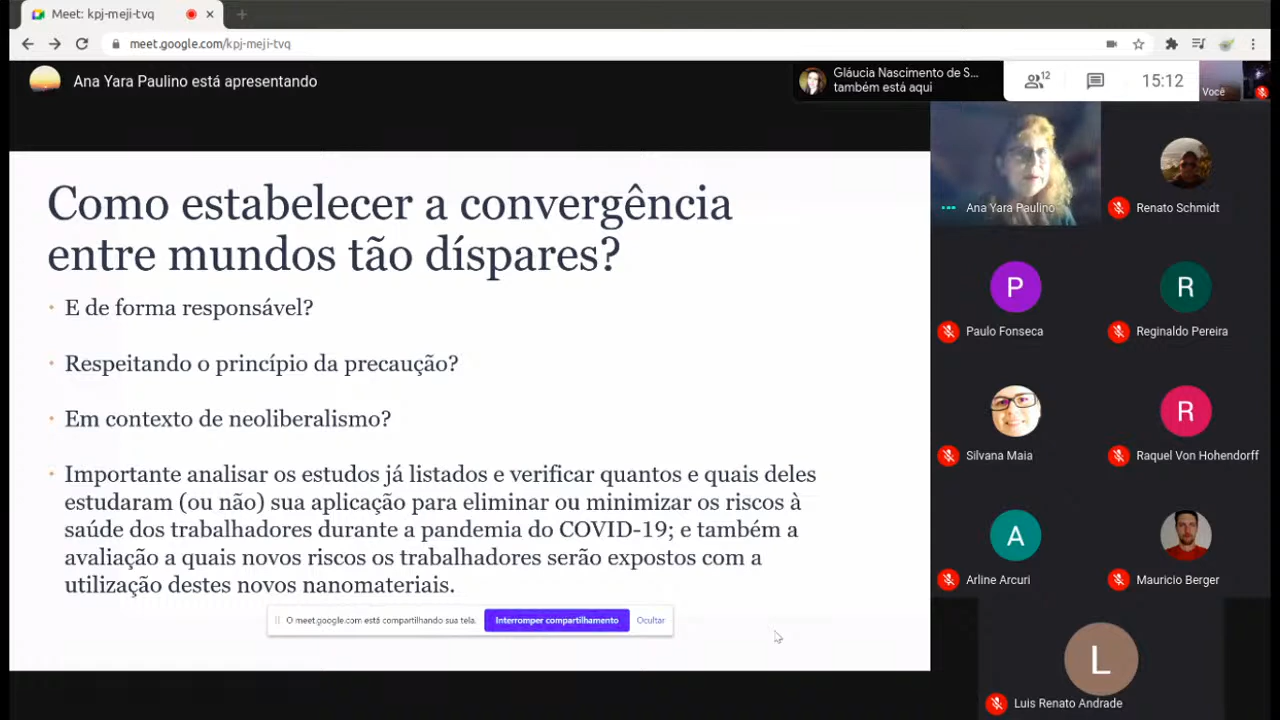 Meet: kpj-meji-tvq
meet.google.com/kpj-meji-tvq
Ana Yara Paulino está apresentando
Gláucia Nascimento de S...
também está aqui
12
15:12
Você
Como estabelecer a convergência
entre mundos tão díspares?
• E de forma responsável?
• Respeitando o princípio da precaução?
• Em contexto de neoliberalismo?
• Importante analisar os estudos já listados e verificar quantos e quais deles
estudaram (ou não) sua aplicação para eliminar ou minimizar os riscos à
saúde dos trabalhadores durante a pandemia do COVID-19; e também a
avaliação a quais novos riscos os trabalhadores serão expostos com a
utilização destes novos nanomateriais.
O meet.google.com está compartilhando sua tela.
Interromper compartilhamento
Ocultar
Ana Yara Paulino
Renato Schmidt
P
Paulo Fonseca
R
Reginaldo Pereira
Silvana Maia
R
Raquel Von Hohendorff
A
Arline Arcuri
Mauricio Berger
L
Luis Renato Andrade